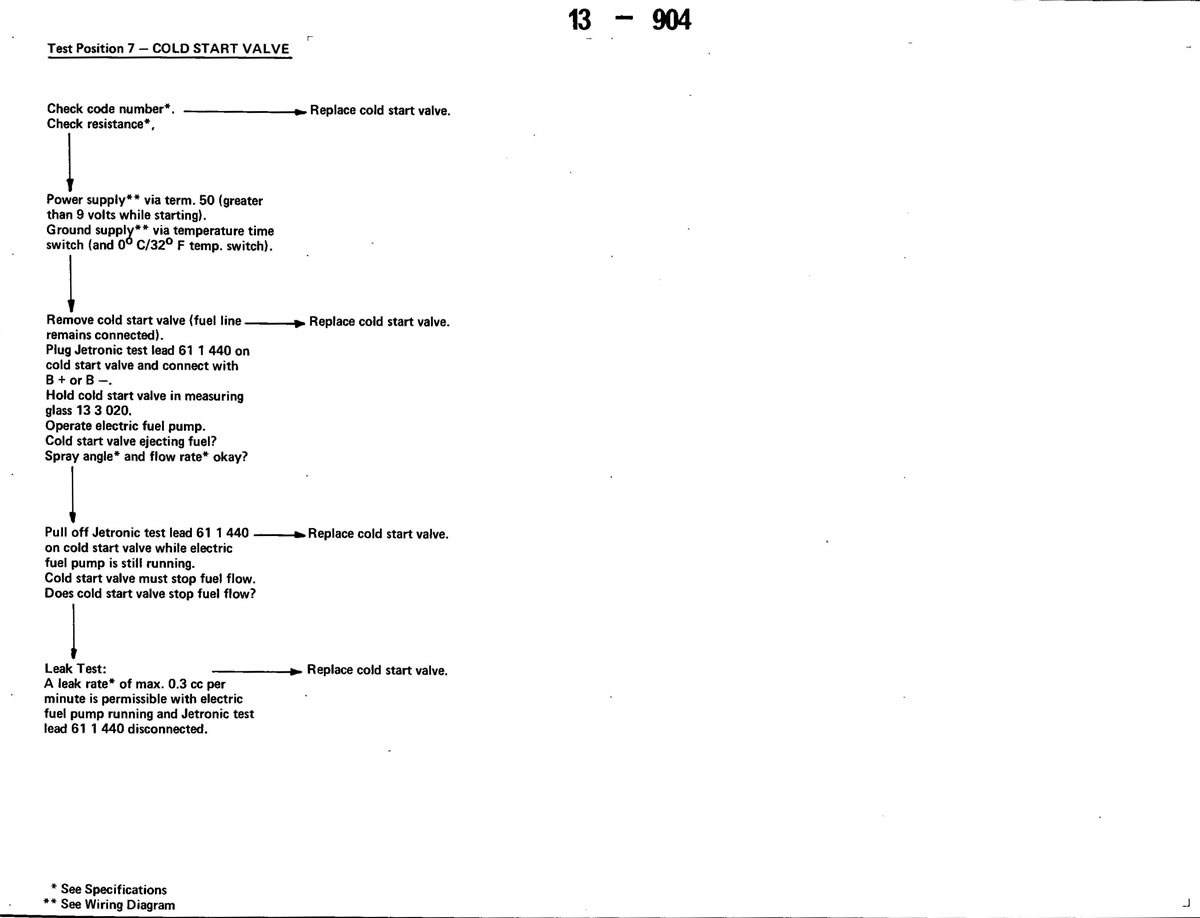 13 — 904
Test Position 7 — COLD START VALVE
Check code number*. Replace cold start valve.
Check resistance*,
Power supply** via term. 50 (greater
than 9 volts while starting).
Ground supply** via temperature time
switch (and 0° C/32° F temp. switch).
Remove cold start valve (fuel line Replace cold start valve.
remains connected).
Plug Jetronic test lead 61 1 440 on
cold start valve and connect with
B + or B —.
Hold cold start valve in measuring
glass 13 3 020.
Operate electric fuel pump.
Cold start valve ejecting fuel?
Spray angle* and flow rate* okay?
Pull off Jetronic test lead 61 1 440 Replace cold start valve.
on cold start valve while electric
fuel pump is still running.
Cold start valve must stop fuel flow.
Does cold start valve stop fuel flow?
Leak Test: Replace cold start valve.
A leak rate* of max. 0.3 cc per
minute is permissible with electric
fuel pump running and Jetronic test
lead 61 1 440 disconnected.
* See Specifications
** See Wiring Diagram